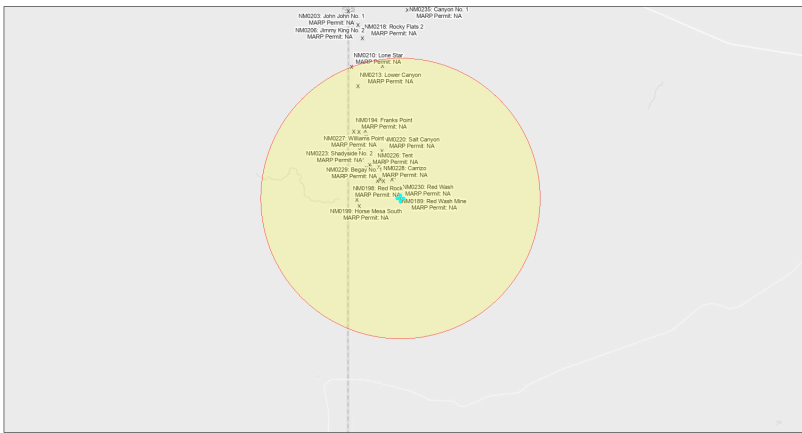 NM0235: Canyon No. 1
MARP Permit: NA
NM0203: John John No. 1
MARP Permit: NA
NM0218: Rocky Flats 2
MARP Permit: NA
NM0206: Jimmy King No. 2
MARP Permit: NA
NM0210: Lone Star
MARP Permit: NA
NM0213: Lower Canyon
MARP Permit: NA
NM0194: Franks Point
MARP Permit: NA
NM0227: Williams Point
MARP Permit: NA
NM0220: Salt Canyon
MARP Permit: NA
NM0223: Shadyside No. 2
MARP Permit: NA
NM0226: Tent
MARP Permit: NA
NM0229: Begay No.
MARP Permit: NA
NM0228: Carrizo
MARP Permit: NA
NM0198: Red Rock
MARP Permit: NA
NM0230: Red Wash
MARP Permit: NA
NM0189: Red Wash Mine
MARP Permit: NA
NM0199: Horse Mesa South
MARP Permit: NA